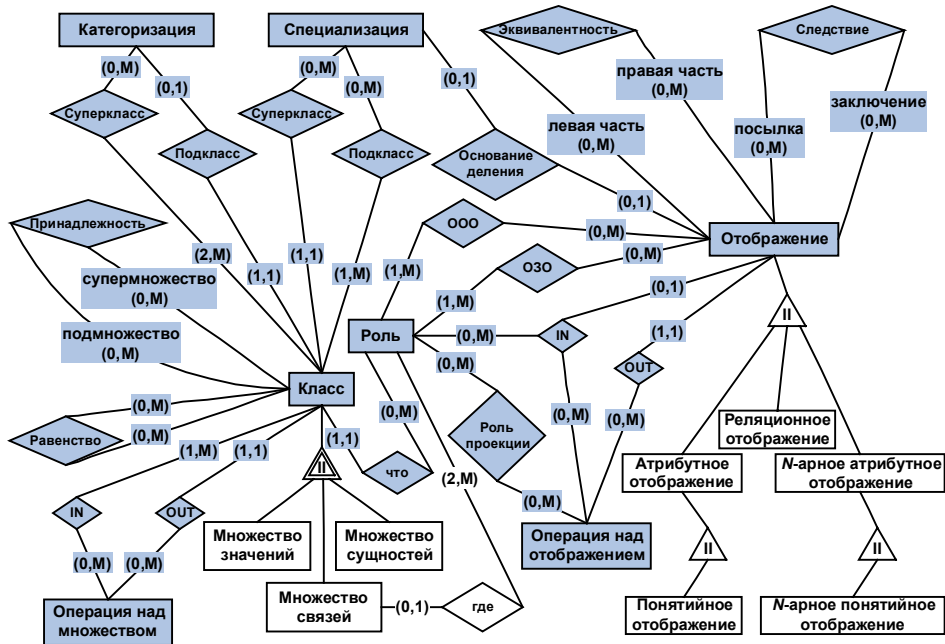 Категоризация
Специализация
Эквивалентность
Следствие
(0,M)
(0,1)
(0,M)
(0,M)
(0,1)
правая часть
(0,M)
заключение
(0,M)
Суперкласс
Суперкласс
левая часть
(0,M)
посылка
(0,M)
Подкласс
Подкласс
Основание
деления
(0,1)
Принадлежность
ООО
(0,M)
Отображение
(2,M)
(1,1)
(1,1)
(1,M)
(1,M)
ОЗО
(0,M)
супермножество
(0,M)
(1,M)
(0,1)
подмножество
(0,M)
Роль
(0,M)
IN
(1,1)
II
(0,M)
OUT
Класс
(0,M)
(0,M)
Равенство
(0,M)
(1,M)
(1,1)
(1,1)
Роль
проекции
(0,M)
(0,M)
Реляционное
отображение
II
что
(2,M)
Атрибутное
отображение
N-арное атрибутное
отображение
IN
OUT
(0,M)
Множество
значений
Множество
сущностей
Операция над
отображением
II
II
(0,M)
(0,M)
Операция над
множеством
Множество
связей
(0,1)
где
Понятийное
отображение
N-арное понятийное
отображение